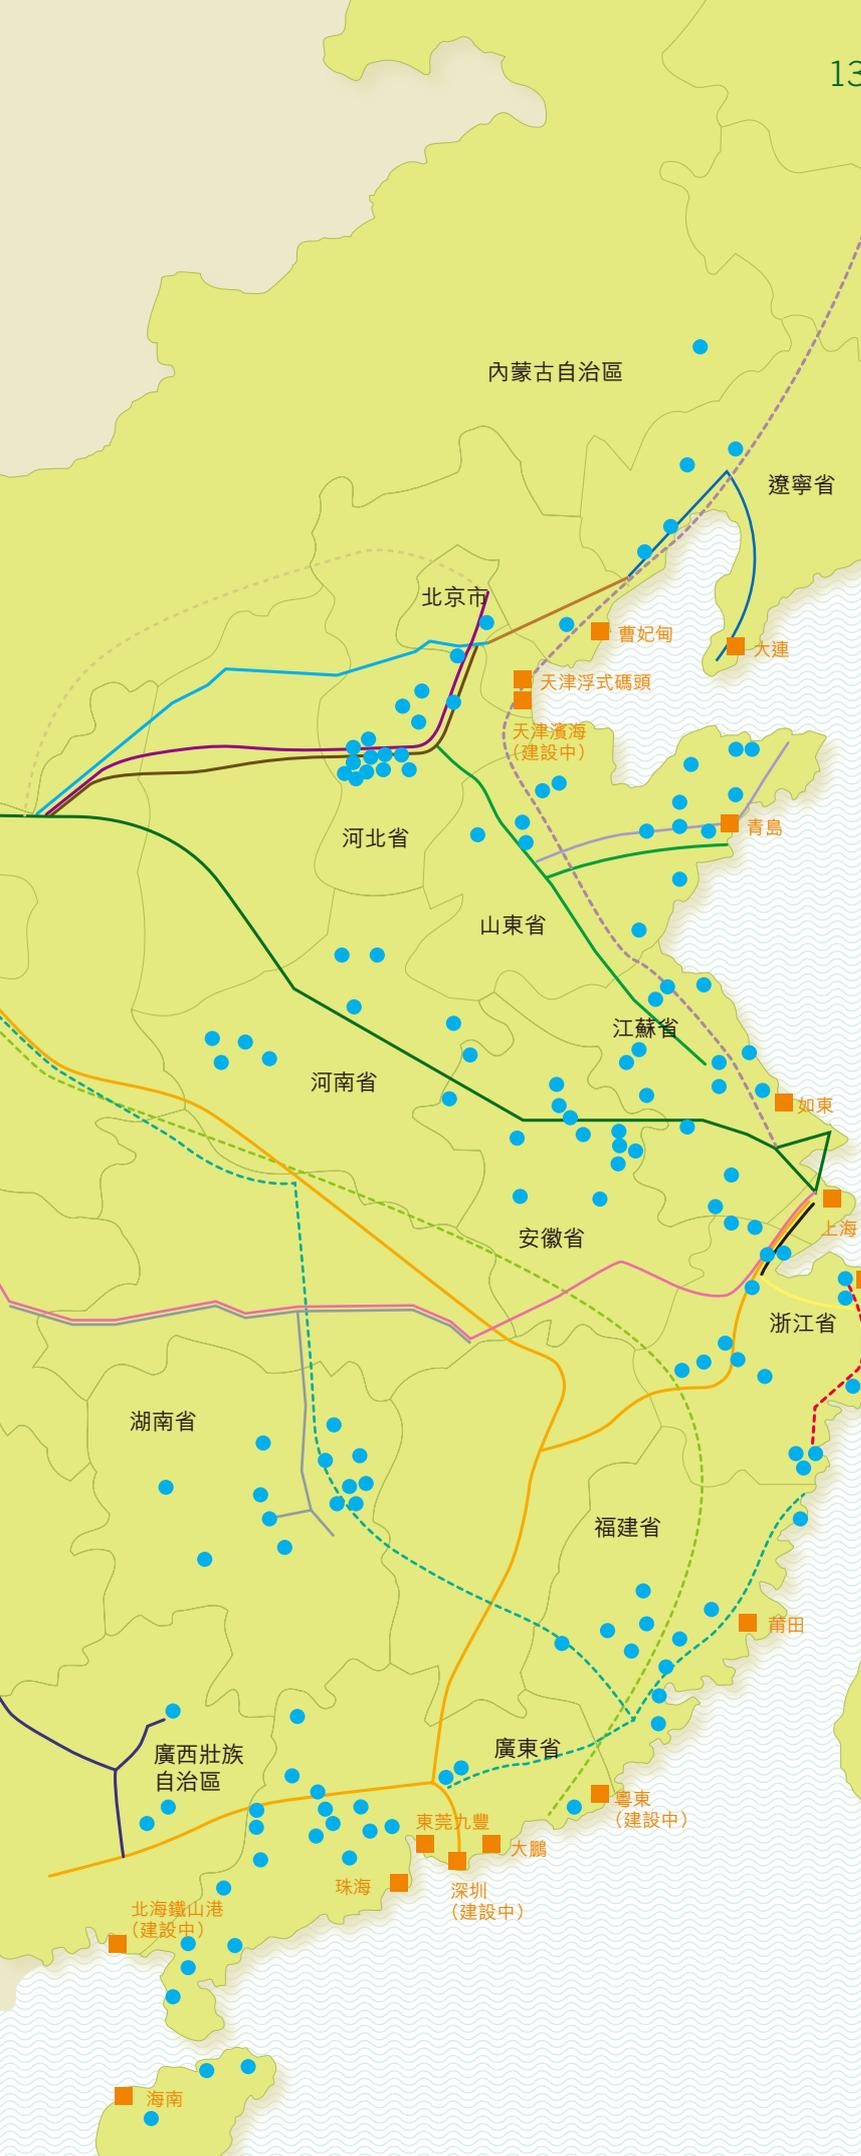 13
內蒙古自治區
遼寧省
北京市
曹妃甸
大連
天津浮式碼頭
天津濱海
（建設中）
青島
河北省
山東省
江蘇省
河南省
如東
上海
安徽省
浙江省
湖南省
福建省
莆田
廣東省
廣西壯族
自治區
粵東
（建設中）
東莞九豐
大鵬
珠海
深圳
（建設中）
北海鐵山港
（建設中）
海南